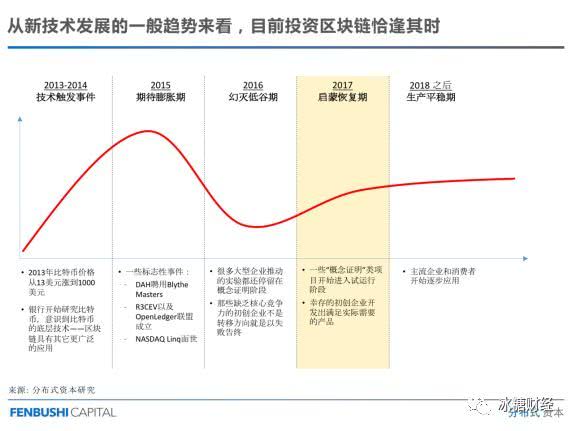 从新技术发展的一般趋势来看，目前投资区块链恰逢其时
2013-2014
技术触发事件
2015
期待膨胀期
2016
幻灭低谷期
2017
启蒙恢复期
2018 之后
生产平稳期
• 2013年比特币价格
从13美元涨到1000
美元
• 银行开始研究比特
币，意识到比特币
的底层技术——区块
链具有其它更广泛
的应用
• 一些标志性事件：
- DAH聘用Blythe
Masters
- R3CEV以及
OpenLedger联盟
成立
- NASDAQ Linq面世
• 很多大型企业推动
的实验都还停留在
概念证明阶段
• 那些缺乏核心竞争
力的初创企业不是
转移方向就是以失
败告终
• 一些“概念证明”类项
目开始进入试运行
阶段
• 幸存的初创企业开
发出满足实际需要
的产品
• 主流企业和消费者
开始逐步应用
来源: 分布式资本研究
FENBUSHI CAPITAL
冰糖财经
分布式 资本